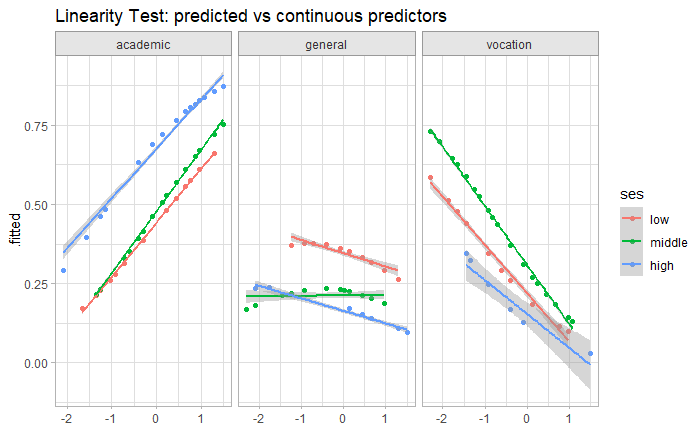 Linearity Test: predicted vs continuous predictors
academic general vocation
.fitted
0.75
0.50
0.25
0.00
ses
low
middle
high
-2 -1 0 1 -2 -1 0 1 -2 -1 0 1